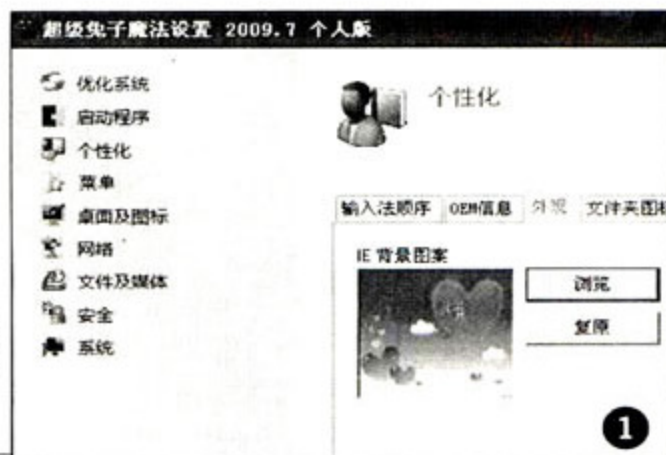 超级兔子魔法设置 2009.7 个人版
优化系统
启动程序
个性化
菜单
桌面及图标
网络
文件及媒体
安全
系统
个性化
输入法顺序 OEM信息 外观 文件夹图标
IE 背景图案
浏览
复原
1